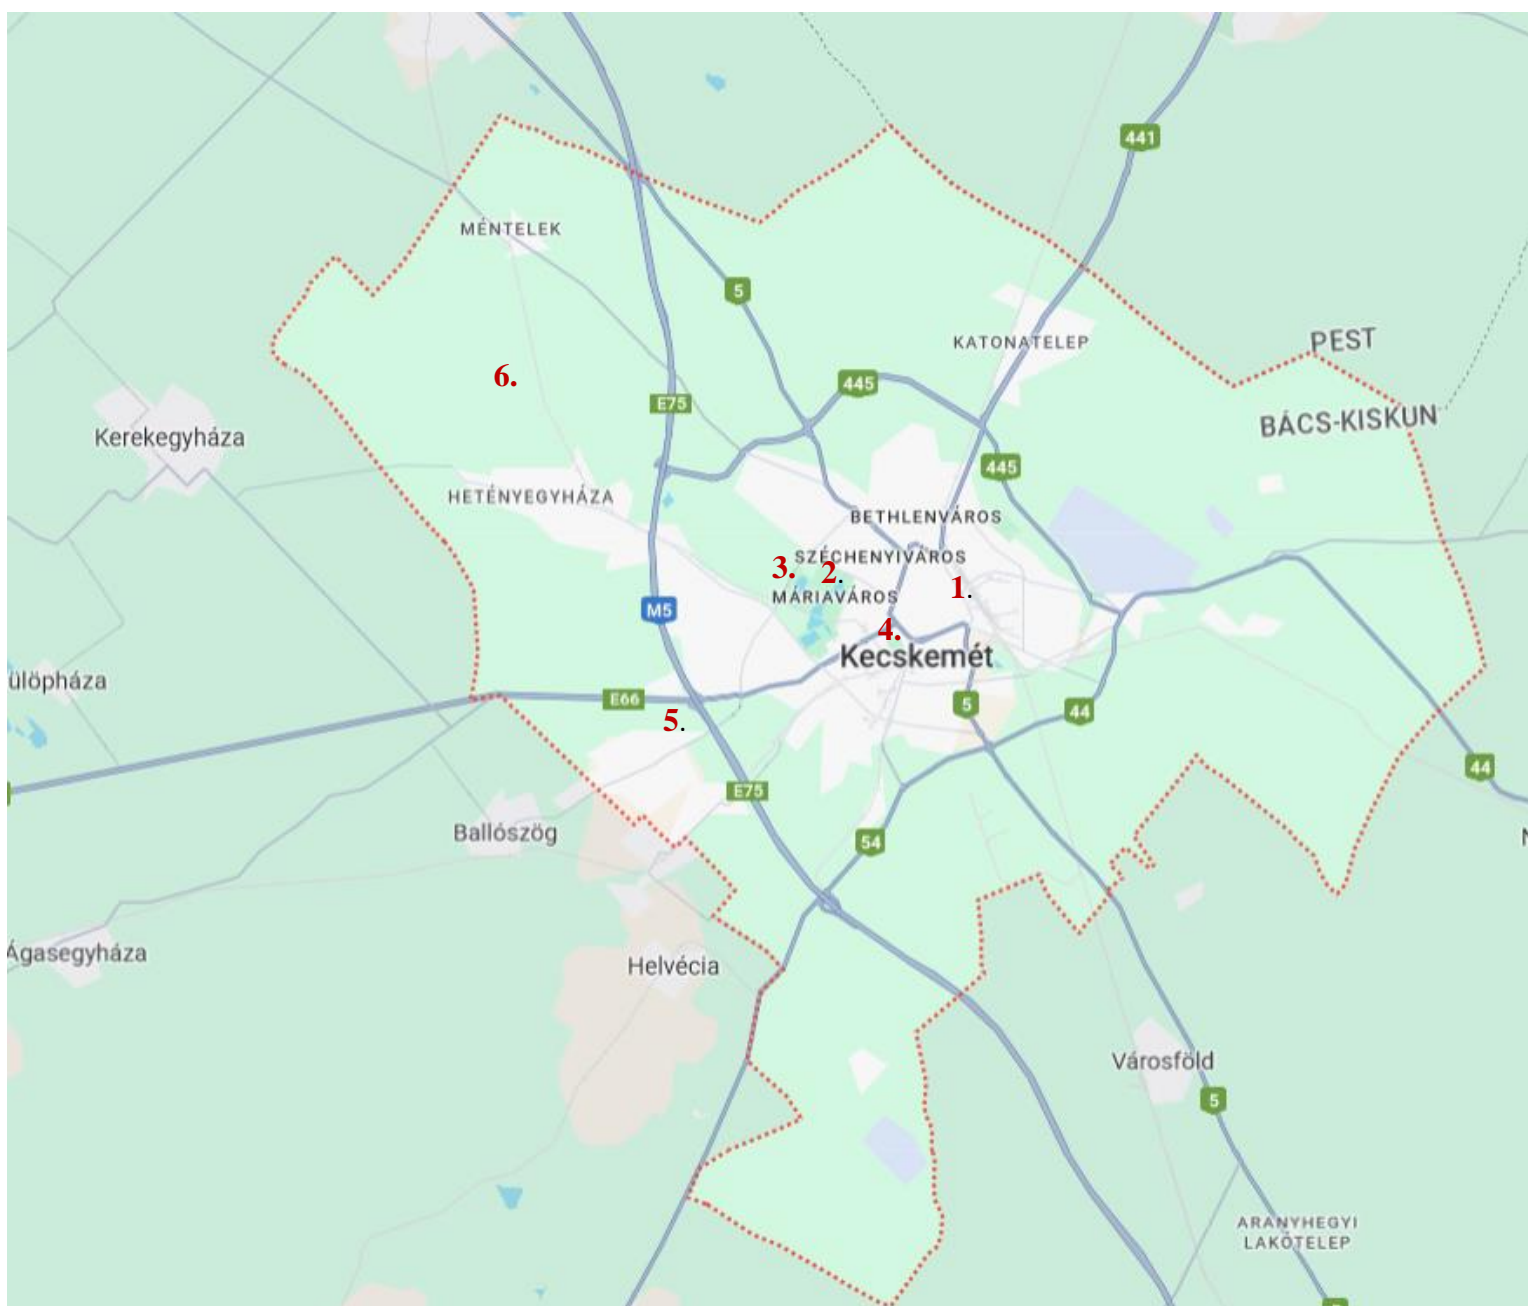 441
MÉNTELEK
5
KATONATELEP
PEST
445
6.
E75
BÁCS-KISKUN
Kerekegyháza
445
HETÉNYEGYHÁZA
BETHLENVÁROS
SZÉCHENYIVÁROS
3.
2.
1.
MÁRIAVÁROS
M5
4.
Kecskemét
ülöpháza
E66
5
44
5.
44
E75
Ballószög
54
Ágasegyháza
Helvécia
Városföld
5
ARANYHEGYI
LAKÓTELEP